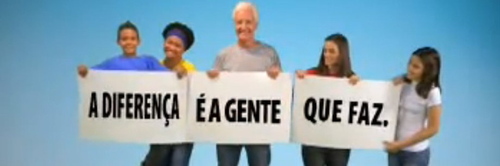 A DIFERENÇA É A GENTE QUE FAZ.